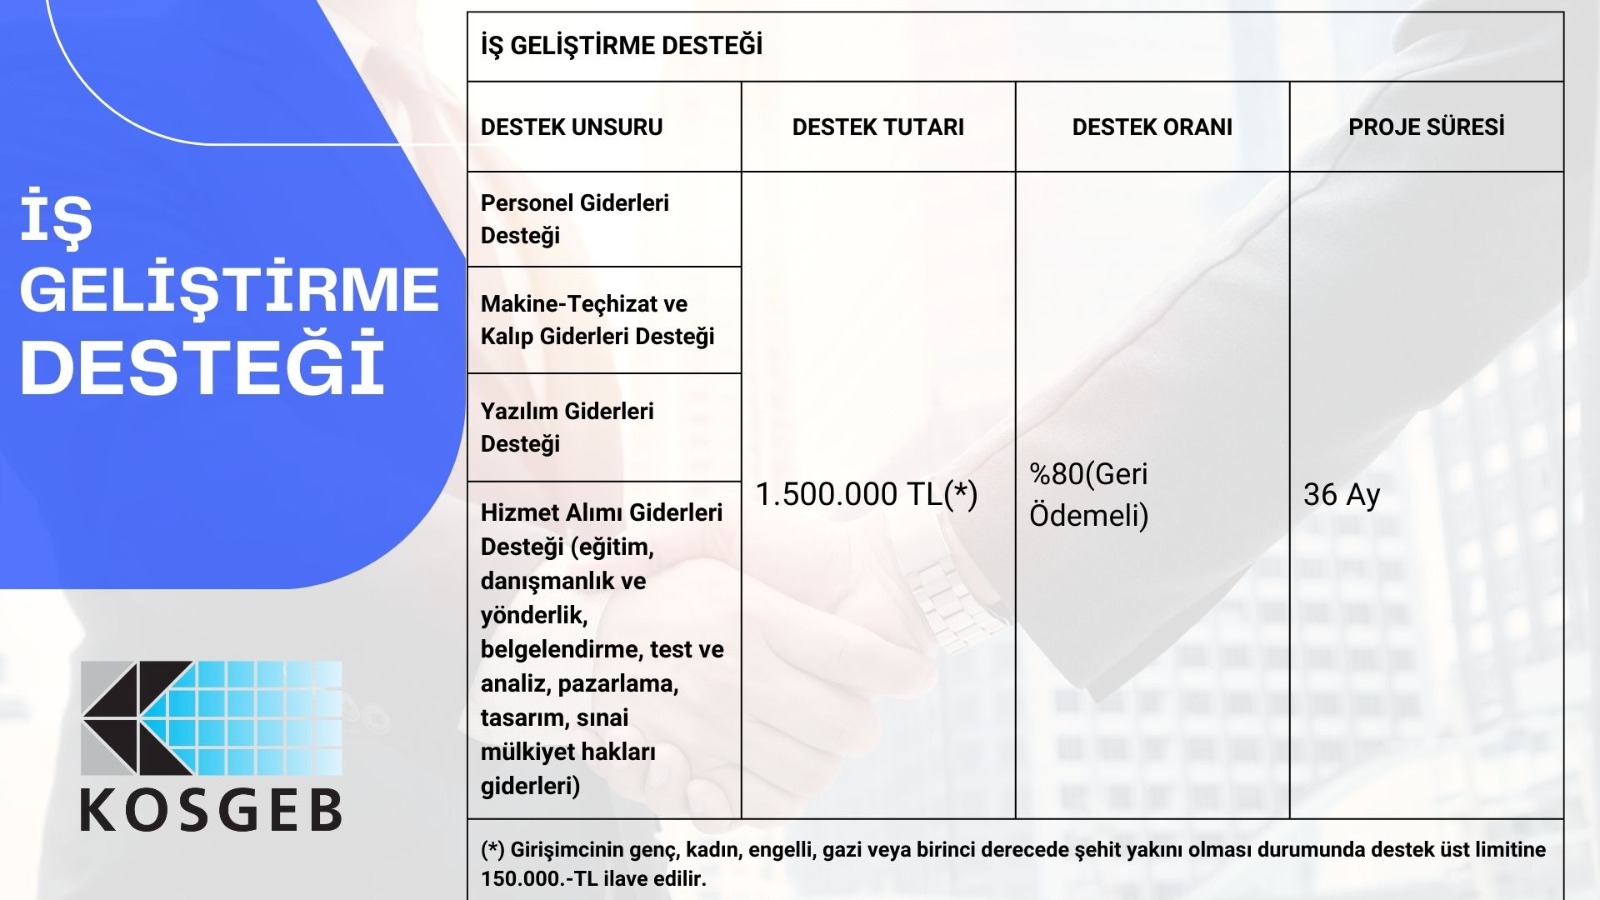 İŞ
GELİŞTİRME
DESTEĞİ
KOSGEB
İŞ GELİŞTİRME DESTEĞİ
DESTEK UNSURU
DESTEK TUTARI
DESTEK ORANI
PROJE SÜRESİ
Personel Giderleri
Desteği
Makine-Teçhizat ve
Kalıp Giderleri Desteği
Yazılım Giderleri
Desteği
Hizmet Alımı Giderleri
Desteği (eğitim,
danışmanlık ve
yönderlik,
belgelendirme, test ve
analiz, pazarlama,
tasarım, sınai
mülkiyet hakları
giderleri)
1.500.000 TL(*)
%80(Geri
Ödemeli)
36 Ay
(*) Girişimcinin genç, kadın, engelli, gazi veya birinci derecede şehit yakını olması durumunda destek üst limitine
150.000.-TL ilave edilir.